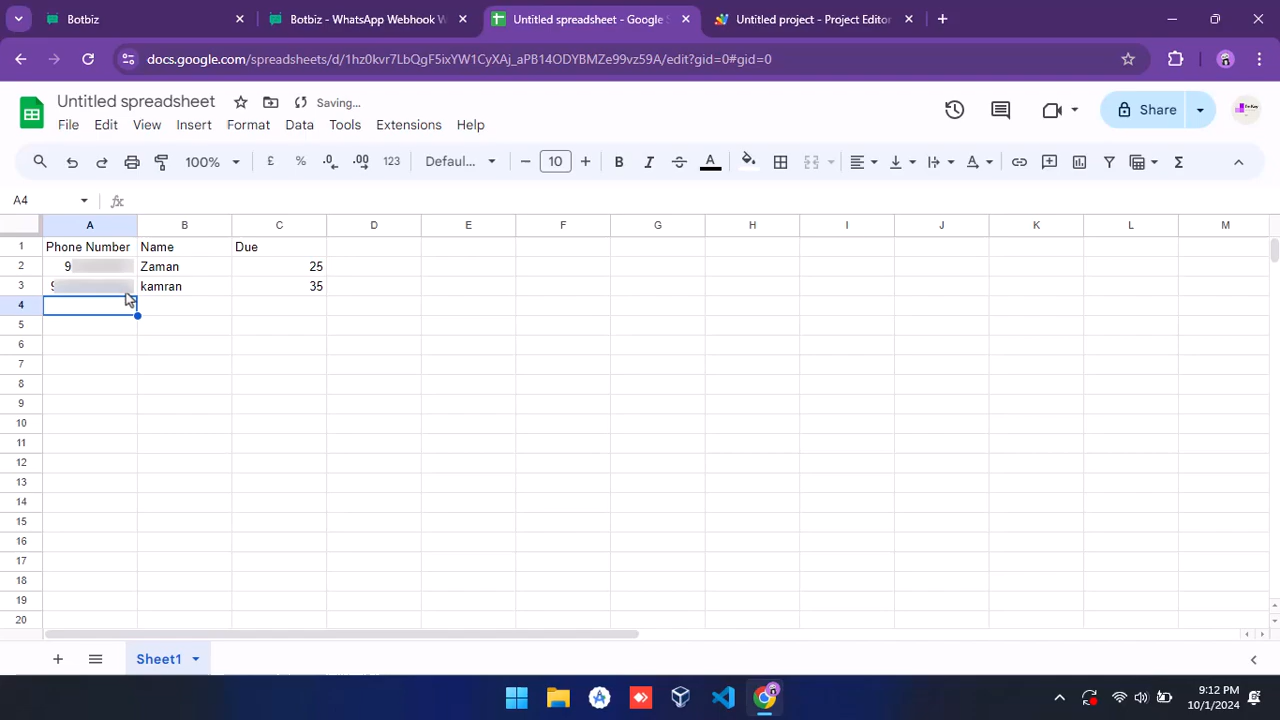 Botbiz
Botbiz - WhatsApp Webhook W
Untitled spreadsheet - Google S
Untitled project - Project Editor
docs.google.com/spreadsheets/d/1hz0kvr7LbQgF5ixYW1CyXAj_aPB14ODYBMZe99vz59A/edit?gid=0#gid=0
Untitled spreadsheet
Saving...
Share
File Edit View Insert Format Data Tools Extensions Help
100% £ % .0 .00 123 Defaul... 10 B I A
A4 fx
A B C D E F G H I J K L M
1 Phone Number Name Due
2 9 Zaman 25
3 kamran 35
4
5
6
7
8
9
10
11
12
13
14
15
16
17
18
19
20
Sheet1
9:12 PM
10/1/2024